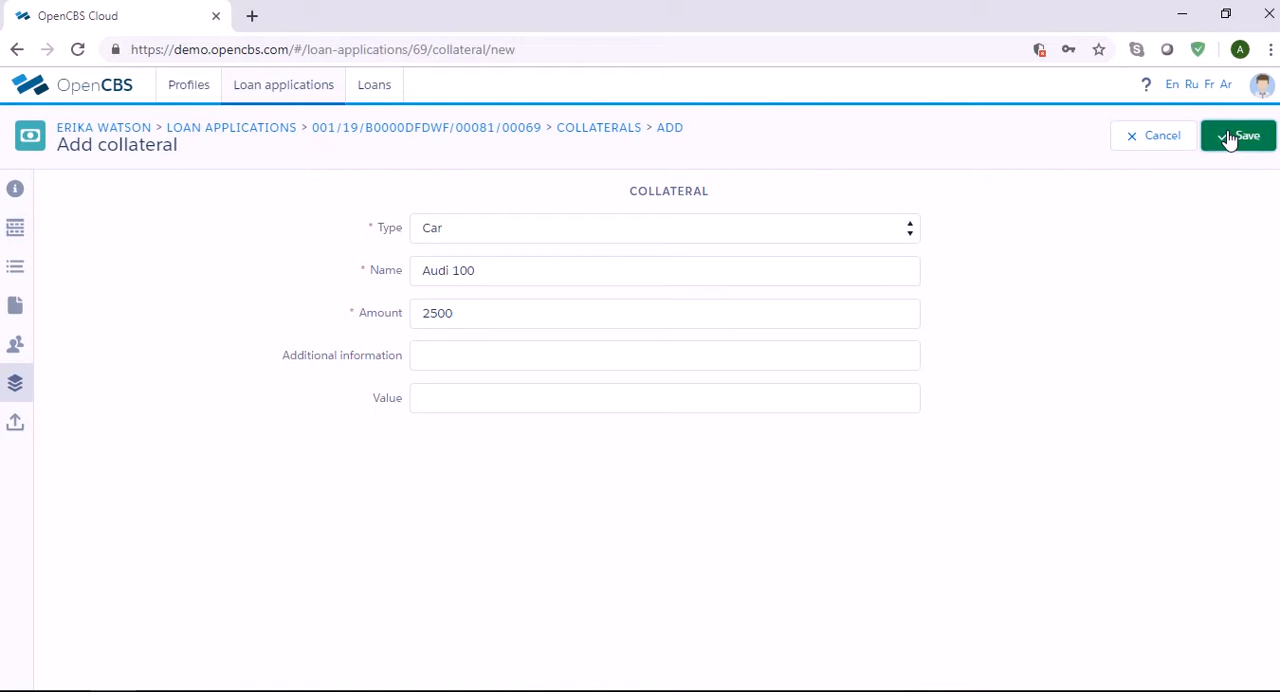 OpenCBS Cloud
https://demo.opencbs.com/#/loan-applications/69/collateral/new
A
OpenCBS
Profiles
Loan applications
Loans
? En Ru Fr Ar
ERIKA WATSON > LOAN APPLICATIONS > 001/19/B0000DFDWF/00081/00069 > COLLATERALS > ADD
Add collateral
Cancel
Save
COLLATERAL
* Type
Car
* Name
Audi 100
* Amount
2500
Additional information
Value